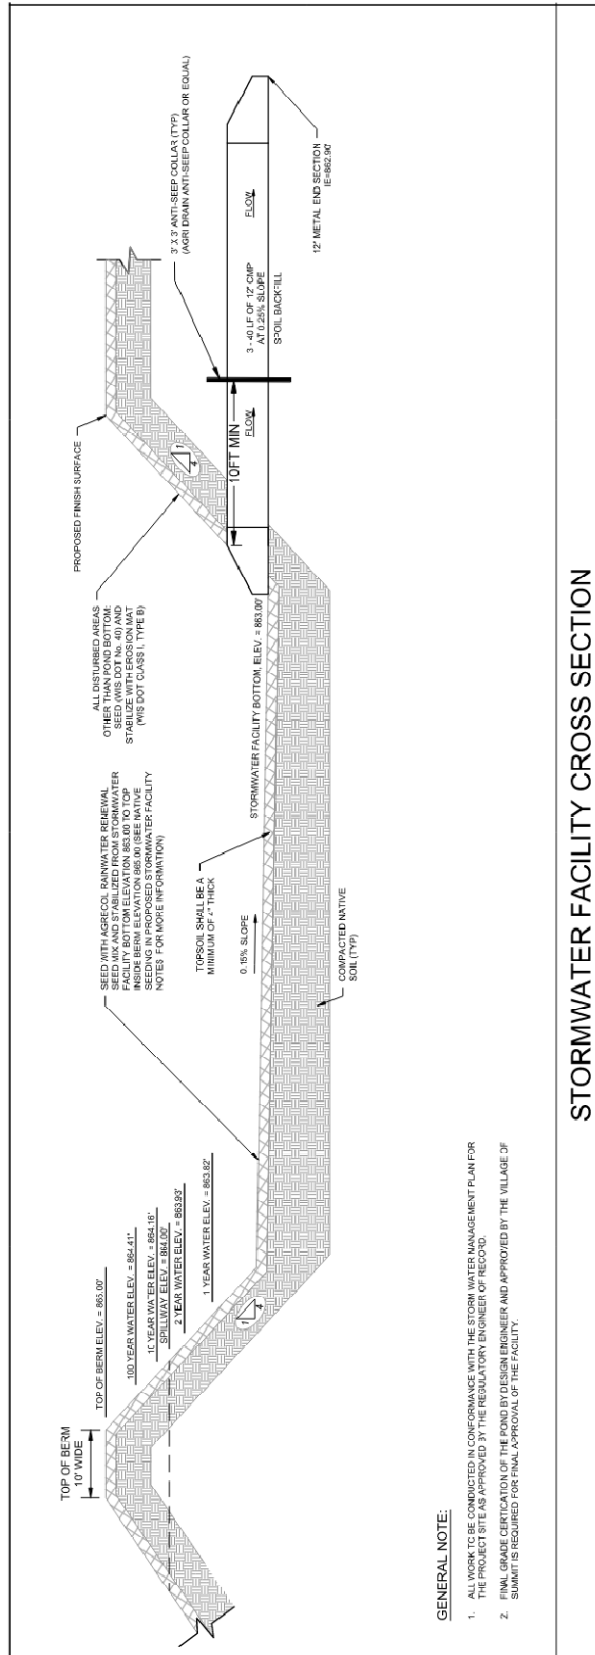 TOP OF BERM
10' WIDE
TOP OF BERM ELEV. = 865.00'
100 YEAR WATER ELEV. = 864.41'
10 YEAR WATER ELEV. = 864.16'
SPILLWAY ELEV. = 864.00'
2 YEAR WATER ELEV. = 863.93'
1 YEAR WATER ELEV. = 863.82'
1
4
SEED WITH AGRECOL RAINWATER RENEWAL
SEED MIX AND STABILIZED FROM STORMWATER
FACILITY BOTTOM ELEVATION 863.00 TO TOP
INSIDE BERM ELEVATION 865.00 (SEE NATIVE
SEEDING IN PROPOSED STORMWATER FACILITY
NOTES FOR MORE INFORMATION)
TOPSOIL SHALL BE A
MINIMUM OF 4" THICK
0.15% SLOPE
COMPACTED NATIVE
SOIL (TYP)
STORMWATER FACILITY BOTTOM, ELEV. = 863.00'
ALL DISTURBED AREAS
OTHER THAN POND BOTTOM:
SEED (WIS DOT No. 40) AND
STABILIZE WITH EROSION MAT
(WIS DOT CLASS I, TYPE B)
PROPOSED FINISH SURFACE
1
4
10FT MIN
FLOW
3' X 3' ANTI-SEEP COLLAR (TYP)
(AGRI DRAIN ANTI-SEEP COLLAR OR EQUAL)
3 - 40 LF OF 12" CMP
AT 0.25% SLOPE
SPOIL BACKFILL
FLOW
12" METAL END SECTION
IE=862.90'
GENERAL NOTE:
1. ALL WORK TO BE CONDUCTED IN CONFORMANCE WITH THE STORM WATER MANAGEMENT PLAN FOR
THE PROJECT SITE AS APPROVED BY THE REGULATORY ENGINEER OF RECORD.
2. FINAL GRADE CERTICATION OF THE POND BY DESIGN ENGINEER AND APPROVED BY THE VILLAGE OF
SUMMIT IS REQUIRED FOR FINAL APPROVAL OF THE FACILITY.
STORMWATER FACILITY CROSS SECTION